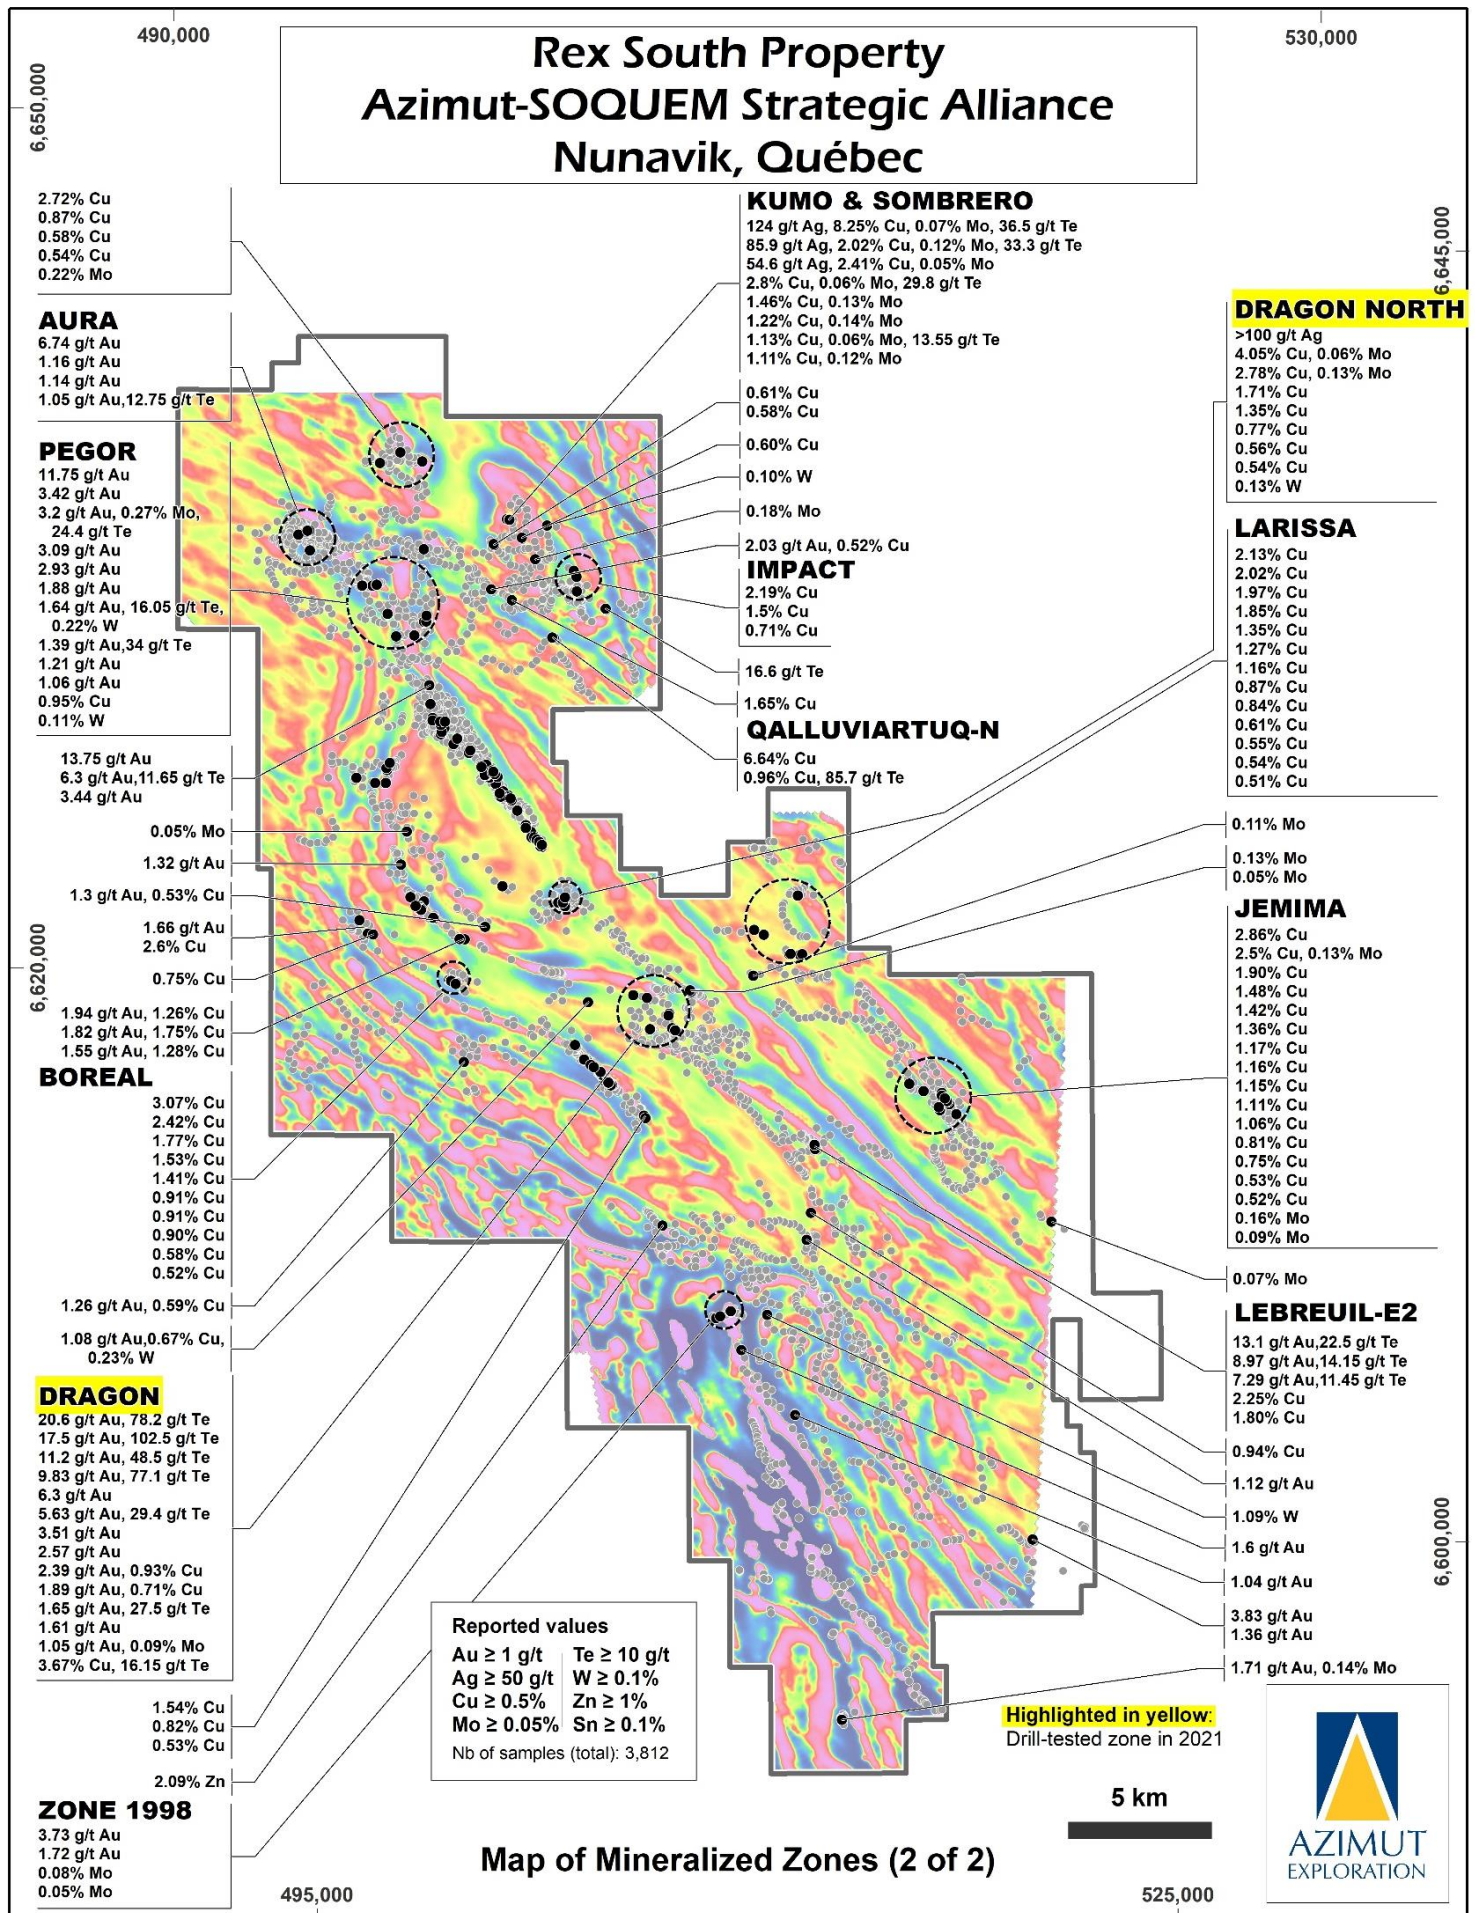 490,000
530,000
6,650,000
Rex South Property
Azimut-SOQUEM Strategic Alliance
Nunavik, Québec
2.72% Cu
0.87% Cu
0.58% Cu
0.54% Cu
0.22% Mo
AURA
6.74 g/t Au
1.16 g/t Au
1.14 g/t Au
1.05 g/t Au,12.75 g/t Te
PEGOR
11.75 g/t Au
3.42 g/t Au
3.2 g/t Au, 0.27% Mo,
24.4 g/t Te
3.09 g/t Au
2.93 g/t Au
1.88 g/t Au
1.64 g/t Au, 16.05 g/t Te,
0.22% W
1.39 g/t Au,34 g/t Te
1.21 g/t Au
1.06 g/t Au
0.95% Cu
0.11% W
13.75 g/t Au
6.3 g/t Au,11.65 g/t Te
3.44 g/t Au
0.05% Mo
1.32 g/t Au
1.3 g/t Au, 0.53% Cu
1.66 g/t Au
2.6% Cu
0.75% Cu
6,620,000
1.94 g/t Au, 1.26% Cu
1.82 g/t Au, 1.75% Cu
1.55 g/t Au, 1.28% Cu
BOREAL
3.07% Cu
2.42% Cu
1.77% Cu
1.53% Cu
1.41% Cu
0.91% Cu
0.91% Cu
0.90% Cu
0.58% Cu
0.52% Cu
1.26 g/t Au, 0.59% Cu
1.08 g/t Au,0.67% Cu,
0.23% W
DRAGON
20.6 g/t Au, 78.2 g/t Te
17.5 g/t Au, 102.5 g/t Te
11.2 g/t Au, 48.5 g/t Te
9.83 g/t Au, 77.1 g/t Te
6.3 g/t Au
5.63 g/t Au, 29.4 g/t Te
3.51 g/t Au
2.57 g/t Au
2.39 g/t Au, 0.93% Cu
1.89 g/t Au, 0.71% Cu
1.65 g/t Au, 27.5 g/t Te
1.61 g/t Au
1.05 g/t Au, 0.09% Mo
3.67% Cu, 16.15 g/t Te
1.54% Cu
0.82% Cu
0.53% Cu
2.09% Zn
ZONE 1998
3.73 g/t Au
1.72 g/t Au
0.08% Mo
0.05% Mo
KUMO & SOMBRERO
124 g/t Ag, 8.25% Cu, 0.07% Mo, 36.5 g/t Te
85.9 g/t Ag, 2.02% Cu, 0.12% Mo, 33.3 g/t Te
54.6 g/t Ag, 2.41% Cu, 0.05% Mo
2.8% Cu, 0.06% Mo, 29.8 g/t Te
1.46% Cu, 0.13% Mo
1.22% Cu, 0.14% Mo
1.13% Cu, 0.06% Mo, 13.55 g/t Te
1.11% Cu, 0.12% Mo
0.61% Cu
0.58% Cu
0.60% Cu
0.10% W
0.18% Mo
2.03 g/t Au, 0.52% Cu
IMPACT
2.19% Cu
1.5% Cu
0.71% Cu
16.6 g/t Te
1.65% Cu
QALLUVIARTUQ-N
6.64% Cu
0.96% Cu, 85.7 g/t Te
6,645,000
DRAGON NORTH
>100 g/t Ag
4.05% Cu, 0.06% Mo
2.78% Cu, 0.13% Mo
1.71% Cu
1.35% Cu
0.77% Cu
0.56% Cu
0.54% Cu
0.13% W
LARISSA
2.13% Cu
2.02% Cu
1.97% Cu
1.85% Cu
1.35% Cu
1.27% Cu
1.16% Cu
0.87% Cu
0.84% Cu
0.61% Cu
0.55% Cu
0.54% Cu
0.51% Cu
0.11% Mo
0.13% Mo
0.05% Mo
JEMIMA
2.86% Cu
2.5% Cu, 0.13% Mo
1.90% Cu
1.48% Cu
1.42% Cu
1.36% Cu
1.17% Cu
1.16% Cu
1.15% Cu
1.11% Cu
1.06% Cu
0.81% Cu
0.75% Cu
0.53% Cu
0.52% Cu
0.16% Mo
0.09% Mo
0.07% Mo
LEBREUIL-E2
13.1 g/t Au,22.5 g/t Te
8.97 g/t Au,14.15 g/t Te
7.29 g/t Au,11.45 g/t Te
2.25% Cu
1.80% Cu
0.94% Cu
1.12 g/t Au
1.09% W
1.6 g/t Au
1.04 g/t Au
3.83 g/t Au
1.36 g/t Au
1.71 g/t Au, 0.14% Mo
6,600,000
Reported values
Au ≥ 1 g/t Te ≥ 10 g/t
Ag ≥ 50 g/t W ≥ 0.1%
Cu ≥ 0.5% Zn ≥ 1%
Mo ≥ 0.05% Sn ≥ 0.1%
Nb of samples (total): 3,812
Highlighted in yellow:
Drill-tested zone in 2021
5 km
Map of Mineralized Zones (2 of 2)
AZIMUT
EXPLORATION
495,000
525,000